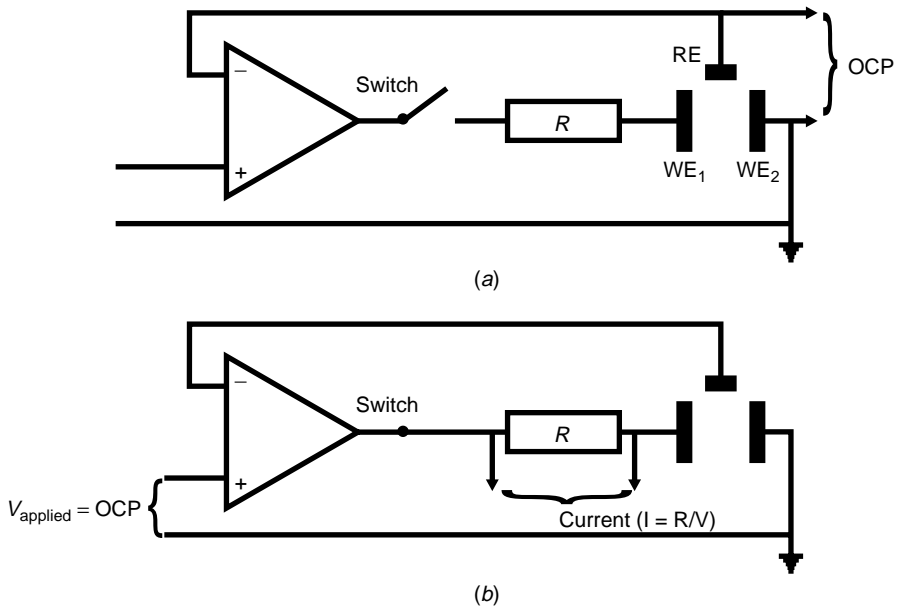 RE
OCP
−
Switch
R
+
WE1
WE2
(a)
−
Switch
R
+
Vapplied = OCP
Current (I = R/V)
(b)